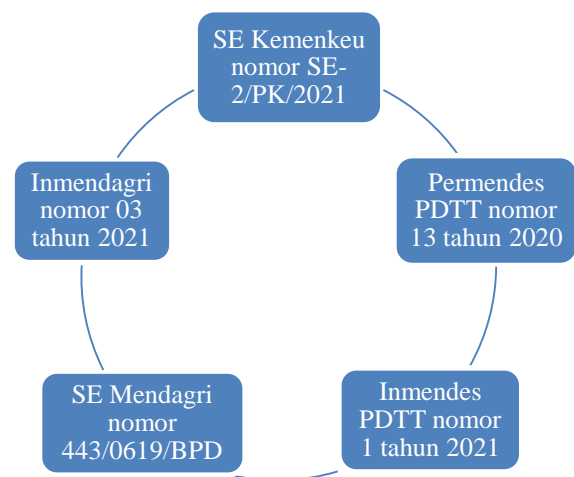 SE Kemenkeu
nomor SE-
2/PK/2021
Permendes
PDTT nomor
13 tahun 2020
Inmendes
PDTT nomor
1 tahun 2021
SE Mendagri
nomor
443/0619/BPD
Inmendagri
nomor 03
tahun 2021